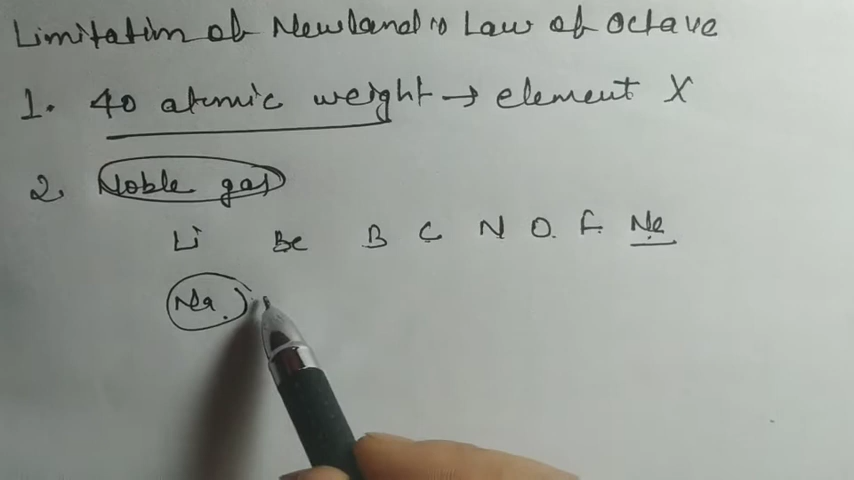 Limitation of Newland's Law of Octave
1. 40 atomic weight → element X
2. Noble gas
Li Be B C N O F Ne
Na